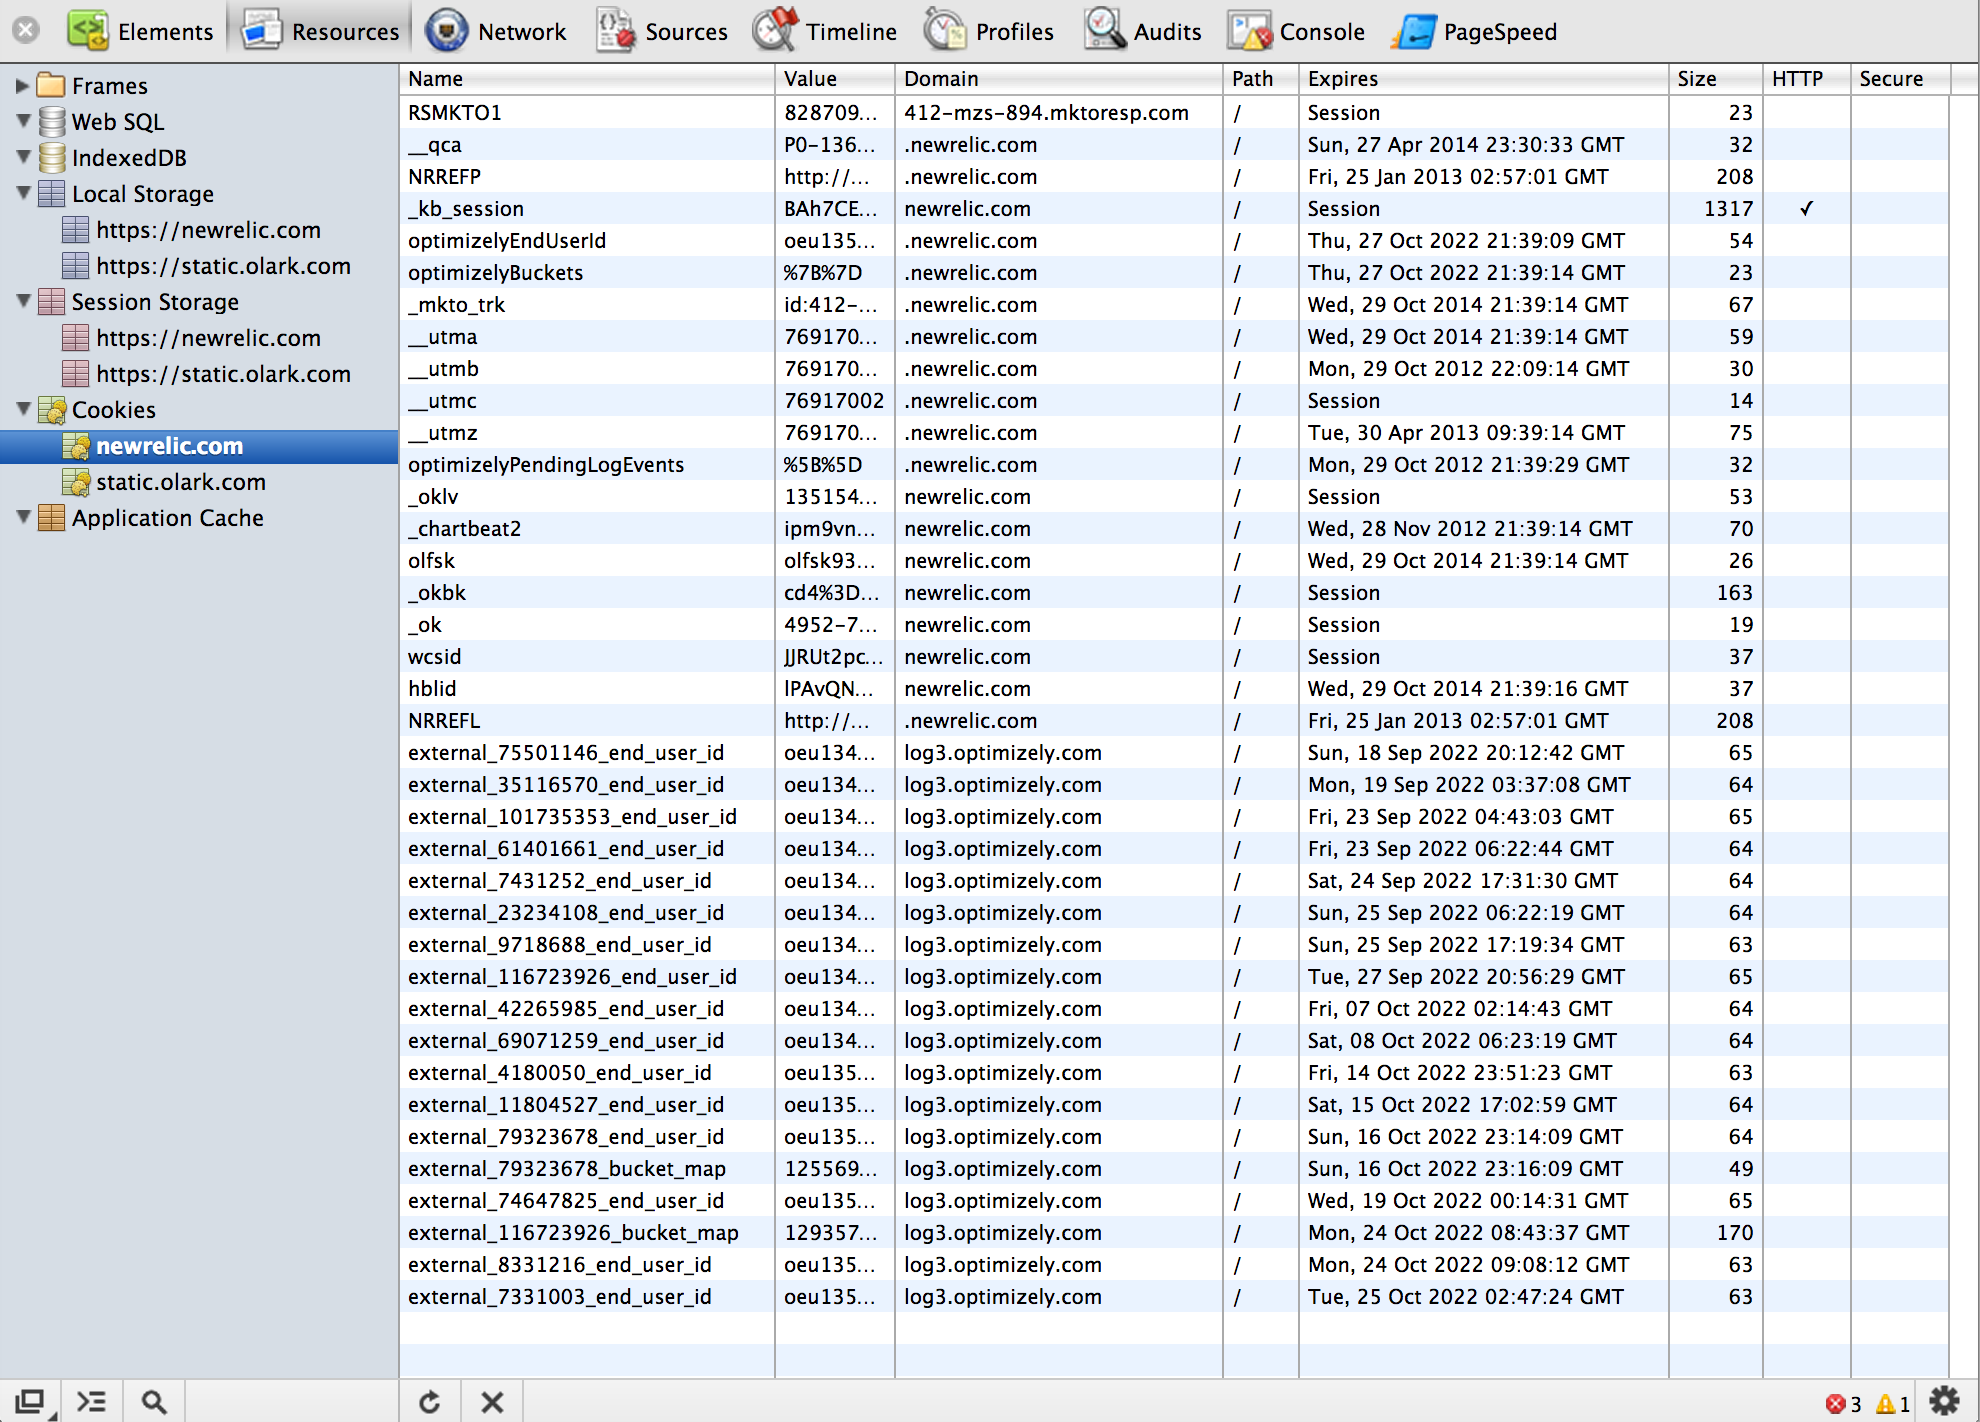 Elements Resources Network Sources Timeline Profiles Audits Console PageSpeed
Frames
Web SQL
IndexedDB
Local Storage
https://newrelic.com
https://static.olark.com
Session Storage
https://newrelic.com
https://static.olark.com
Cookies
newrelic.com
static.olark.com
Application Cache
Name Value Domain Path Expires Size HTTP Secure
RSMKTO1 828709... 412-mzs-894.mktoresp.com / Session 23
__qca P0-136... .newrelic.com / Sun, 27 Apr 2014 23:30:33 GMT 32
NRREFP http://... .newrelic.com / Fri, 25 Jan 2013 02:57:01 GMT 208
_kb_session BAh7CE... newrelic.com / Session 1317 ✓
optimizelyEndUserId oeu135... .newrelic.com / Thu, 27 Oct 2022 21:39:09 GMT 54
optimizelyBuckets %7B%7D .newrelic.com / Thu, 27 Oct 2022 21:39:14 GMT 23
_mkto_trk id:412-... .newrelic.com / Wed, 29 Oct 2014 21:39:14 GMT 67
__utma 769170... .newrelic.com / Wed, 29 Oct 2014 21:39:14 GMT 59
__utmb 769170... .newrelic.com / Mon, 29 Oct 2012 22:09:14 GMT 30
__utmc 76917002 .newrelic.com / Session 14
__utmz 769170... .newrelic.com / Tue, 30 Apr 2013 09:39:14 GMT 75
optimizelyPendingLogEvents %5B%5D .newrelic.com / Mon, 29 Oct 2012 21:39:29 GMT 32
_oklv 135154... newrelic.com / Session 53
_chartbeat2 ipm9vn... newrelic.com / Wed, 28 Nov 2012 21:39:14 GMT 70
olfsk olfsk93... newrelic.com / Wed, 29 Oct 2014 21:39:14 GMT 26
_okbk cd4%3D... newrelic.com / Session 163
_ok 4952-7... newrelic.com / Session 19
wcsid JJRUt2pc... newrelic.com / Session 37
hblid lPAvQN... newrelic.com / Wed, 29 Oct 2014 21:39:16 GMT 37
NRREFL http://... .newrelic.com / Fri, 25 Jan 2013 02:57:01 GMT 208
external_75501146_end_user_id oeu134... log3.optimizely.com / Sun, 18 Sep 2022 20:12:42 GMT 65
external_35116570_end_user_id oeu134... log3.optimizely.com / Mon, 19 Sep 2022 03:37:08 GMT 64
external_101735353_end_user_id oeu134... log3.optimizely.com / Fri, 23 Sep 2022 04:43:03 GMT 65
external_61401661_end_user_id oeu134... log3.optimizely.com / Fri, 23 Sep 2022 06:22:44 GMT 64
external_7431252_end_user_id oeu134... log3.optimizely.com / Sat, 24 Sep 2022 17:31:30 GMT 64
external_23234108_end_user_id oeu134... log3.optimizely.com / Sun, 25 Sep 2022 06:22:19 GMT 64
external_9718688_end_user_id oeu134... log3.optimizely.com / Sun, 25 Sep 2022 17:19:34 GMT 63
external_116723926_end_user_id oeu134... log3.optimizely.com / Tue, 27 Sep 2022 20:56:29 GMT 65
external_42265985_end_user_id oeu134... log3.optimizely.com / Fri, 07 Oct 2022 02:14:43 GMT 64
external_69071259_end_user_id oeu134... log3.optimizely.com / Sat, 08 Oct 2022 06:23:19 GMT 64
external_4180050_end_user_id oeu135... log3.optimizely.com / Fri, 14 Oct 2022 23:51:23 GMT 63
external_11804527_end_user_id oeu135... log3.optimizely.com / Sat, 15 Oct 2022 17:02:59 GMT 64
external_79323678_end_user_id oeu135... log3.optimizely.com / Sun, 16 Oct 2022 23:14:09 GMT 64
external_79323678_bucket_map 125569... log3.optimizely.com / Sun, 16 Oct 2022 23:16:09 GMT 49
external_74647825_end_user_id oeu135... log3.optimizely.com / Wed, 19 Oct 2022 00:14:31 GMT 65
external_116723926_bucket_map 129357... log3.optimizely.com / Mon, 24 Oct 2022 08:43:37 GMT 170
external_8331216_end_user_id oeu135... log3.optimizely.com / Mon, 24 Oct 2022 09:08:12 GMT 63
external_7331003_end_user_id oeu135... log3.optimizely.com / Tue, 25 Oct 2022 02:47:24 GMT 63
3 1